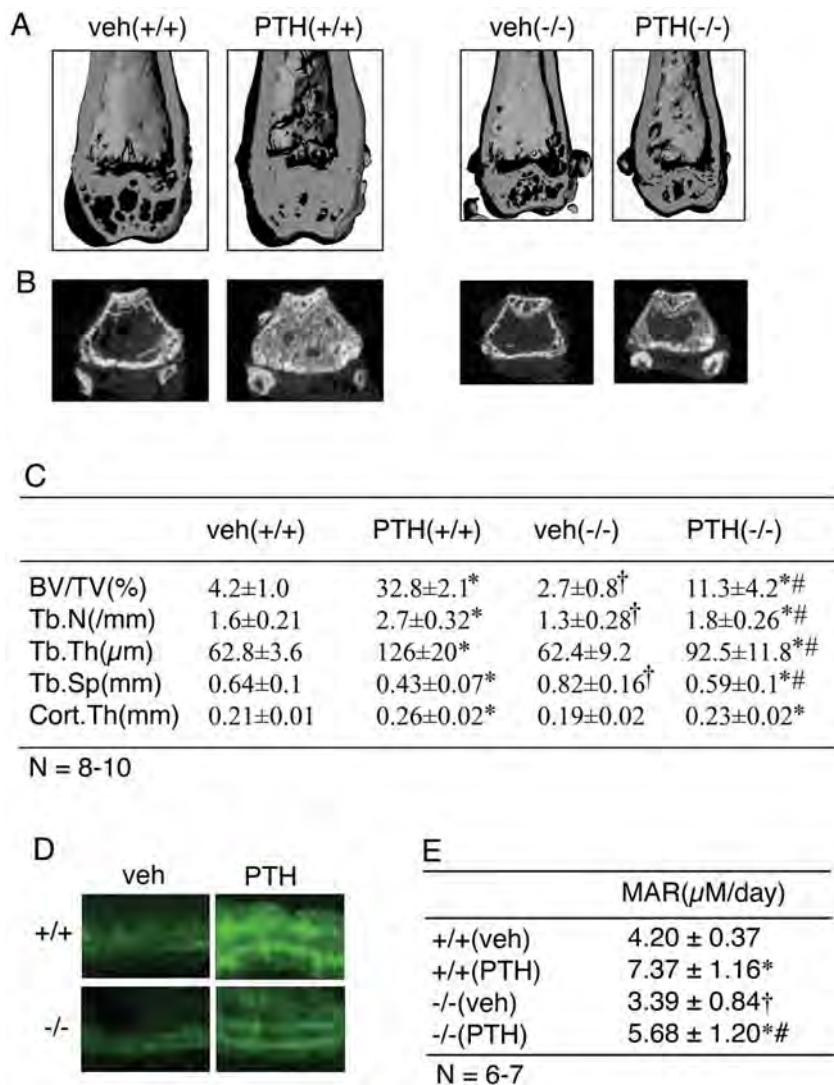 A
veh(+/+) PTH(+/+) veh(-/-) PTH(-/-)
B
C
veh(+/+) PTH(+/+) veh(-/-) PTH(-/-)
BV/TV(%) 4.2±1.0 32.8±2.1* 2.7±0.8† 11.3±4.2*#
Tb.N(/mm) 1.6±0.21 2.7±0.32* 1.3±0.28† 1.8±0.26*#
Tb.Th(µm) 62.8±3.6 126±20* 62.4±9.2 92.5±11.8*#
Tb.Sp(mm) 0.64±0.1 0.43±0.07* 0.82±0.16† 0.59±0.1*#
Cort.Th(mm) 0.21±0.01 0.26±0.02* 0.19±0.02 0.23±0.02*
N = 8-10
D
veh PTH
+/+
-/-
E
MAR(µM/day)
+/+(veh) 4.20 ± 0.37
+/+(PTH) 7.37 ± 1.16*
-/-(veh) 3.39 ± 0.84†
-/-(PTH) 5.68 ± 1.20*#
N = 6-7